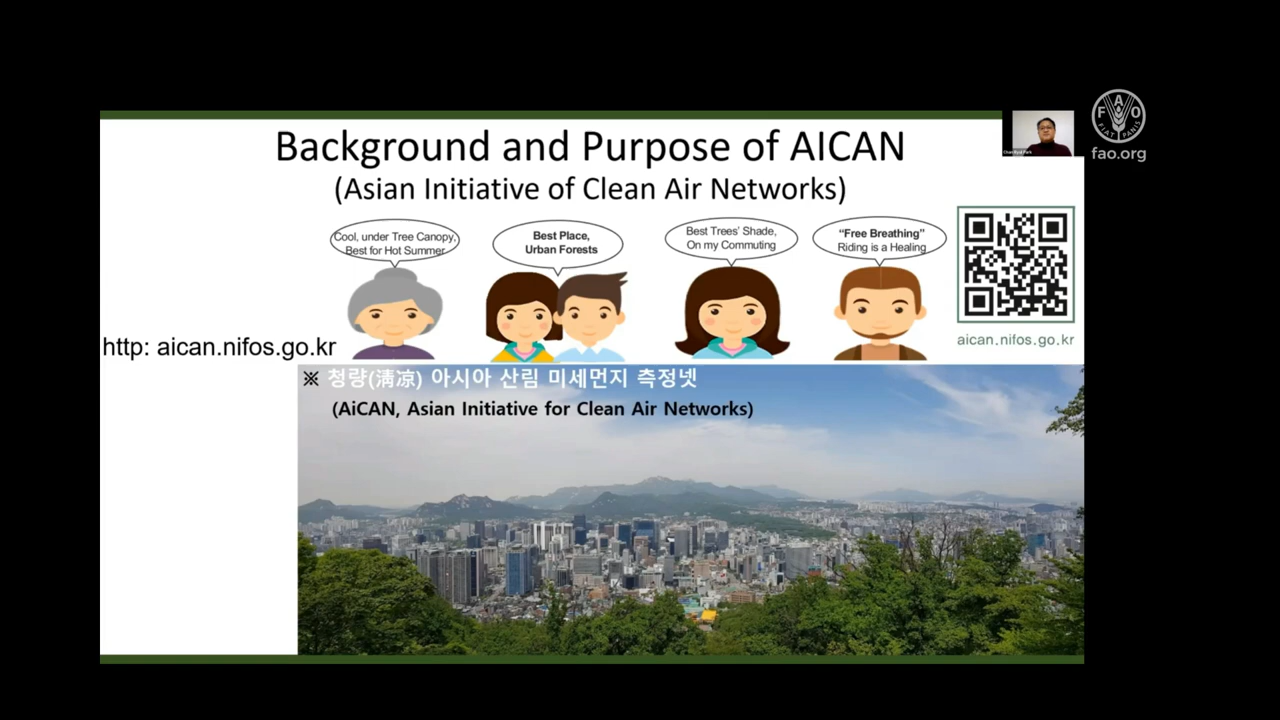 Background and Purpose of AICAN
(Asian Initiative of Clean Air Networks)
Cool, under Tree Canopy,
Best for Hot Summer
Best Place,
Urban Forests
Best Trees' Shade,
On my Commuting
“Free Breathing”
Riding is a Healing
aican.nifos.go.kr
http: aican.nifos.go.kr
※ 청량(淸凉) 아시아 산림 미세먼지 측정넷
(AiCAN, Asian Initiative for Clean Air Networks)
F A O
FIAT PANIS
fao.org